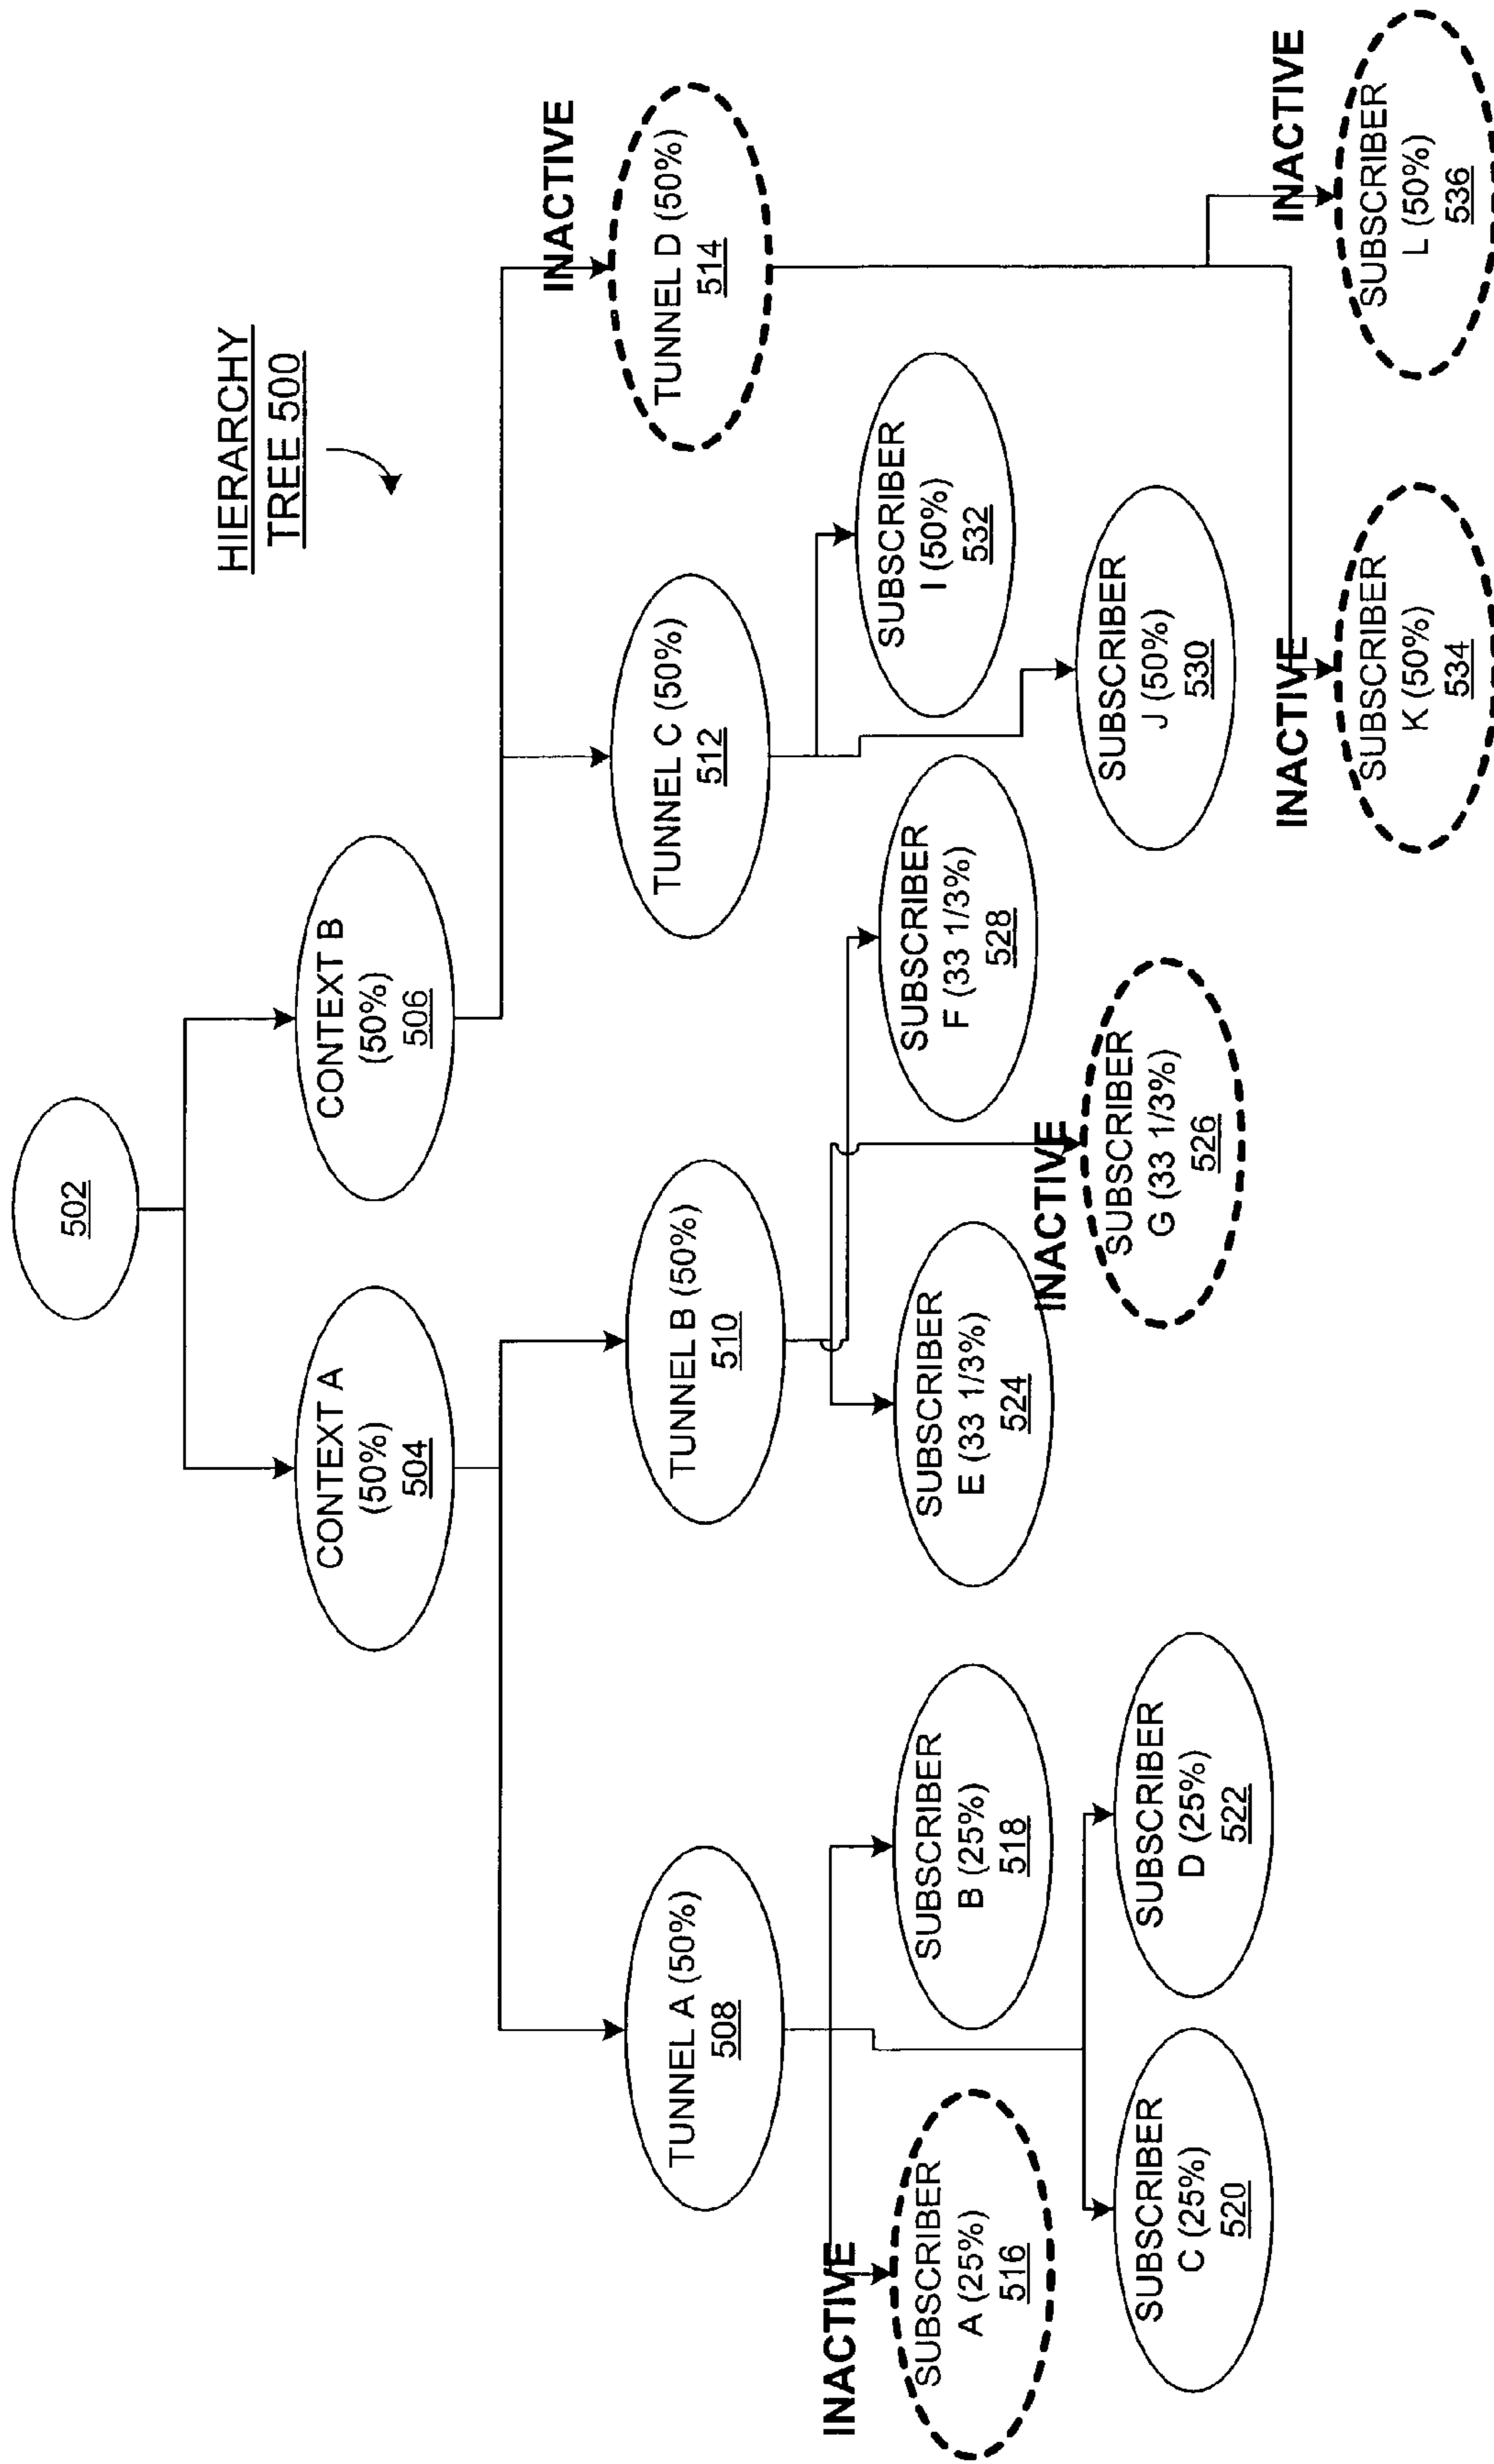 HIERARCHY
TREE 500
502
CONTEXT A
(50%)
504
CONTEXT B
(50%)
506
TUNNEL A (50%)
508
TUNNEL B (50%)
510
TUNNEL C (50%)
512
INACTIVE
TUNNEL D (50%)
514
INACTIVE
SUBSCRIBER
A (25%)
516
SUBSCRIBER
B (25%)
518
SUBSCRIBER
C (25%)
520
SUBSCRIBER
D (25%)
522
SUBSCRIBER
E (33 1/3%)
524
INACTIVE
SUBSCRIBER
G (33 1/3%)
526
SUBSCRIBER
F (33 1/3%)
528
SUBSCRIBER
J (50%)
530
SUBSCRIBER
I (50%)
532
INACTIVE
SUBSCRIBER
K (50%)
534
INACTIVE
SUBSCRIBER
L (50%)
536